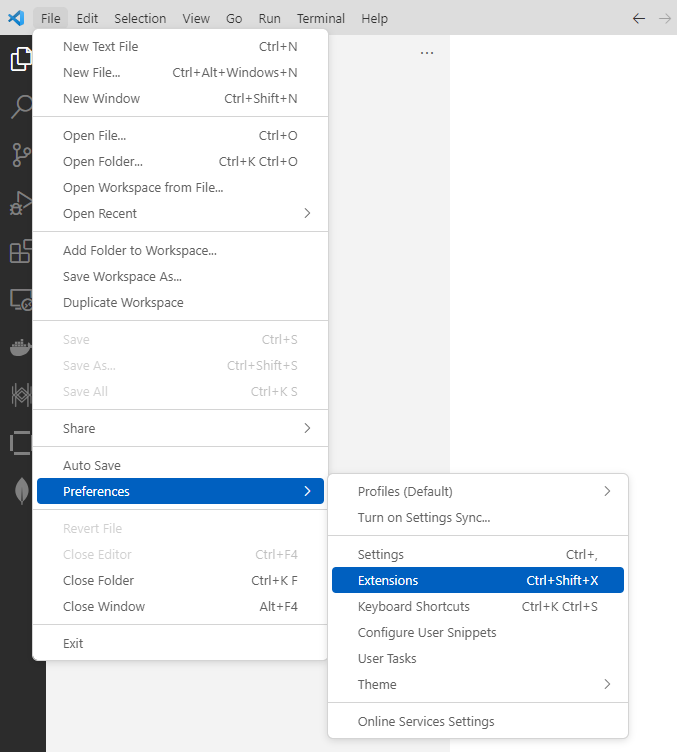 File Edit Selection View Go Run Terminal Help
New Text File Ctrl+N
New File... Ctrl+Alt+Windows+N
New Window Ctrl+Shift+N
Open File... Ctrl+O
Open Folder... Ctrl+K Ctrl+O
Open Workspace from File...
Open Recent
Add Folder to Workspace...
Save Workspace As...
Duplicate Workspace
Save Ctrl+S
Save As... Ctrl+Shift+S
Save All Ctrl+K S
Share
Auto Save
Preferences
Revert File
Close Editor Ctrl+F4
Close Folder Ctrl+K F
Close Window Alt+F4
Exit
Profiles (Default)
Turn on Settings Sync...
Settings Ctrl+,
Extensions Ctrl+Shift+X
Keyboard Shortcuts Ctrl+K Ctrl+S
Configure User Snippets
User Tasks
Theme
Online Services Settings